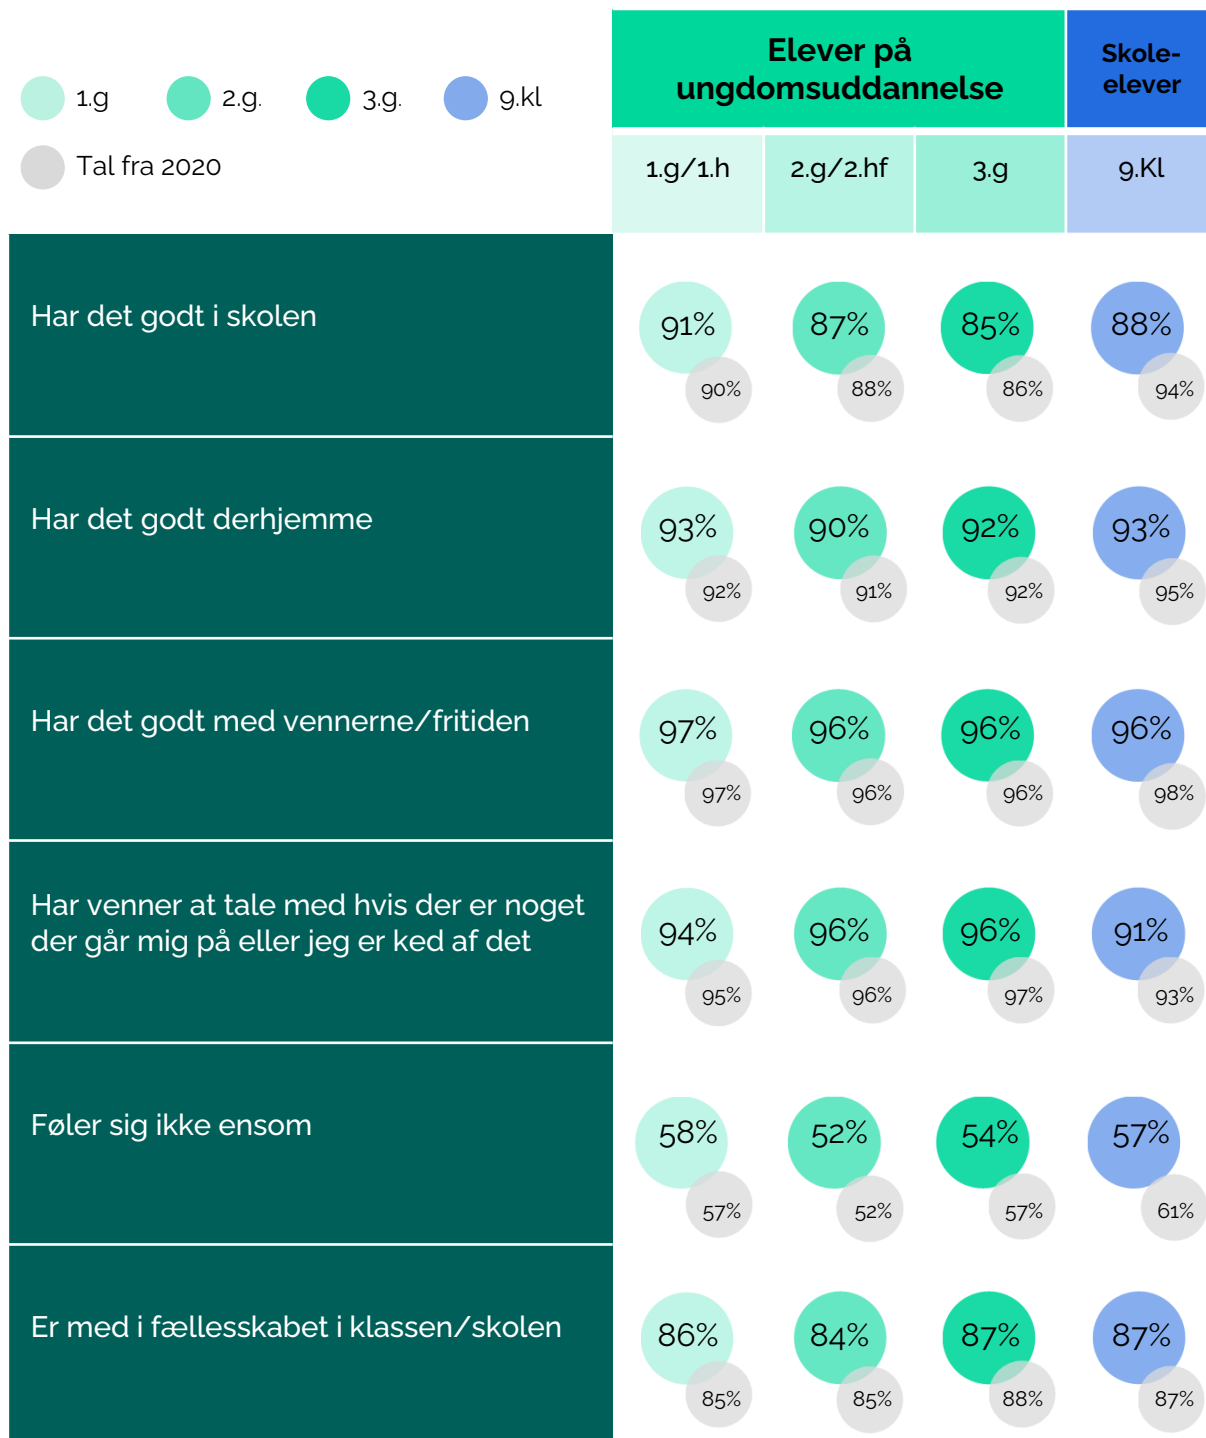 Elever på
ungdomsuddannelse
Skole-
elever
1.g
2.g.
3.g.
9.kl
Tal fra 2020
1.g/1.h
2.g/2.hf
3.g
9.Kl
Har det godt i skolen
91%
87%
85%
88%
90%
88%
86%
94%
Har det godt derhjemme
93%
90%
92%
93%
92%
91%
92%
95%
Har det godt med vennerne/fritiden
97%
96%
96%
96%
97%
96%
96%
98%
Har venner at tale med hvis der er noget
der går mig på eller jeg er ked af det
94%
96%
96%
91%
95%
96%
97%
93%
Føler sig ikke ensom
58%
52%
54%
57%
57%
52%
57%
61%
Er med i fællesskabet i klassen/skolen
86%
84%
87%
87%
85%
85%
88%
87%